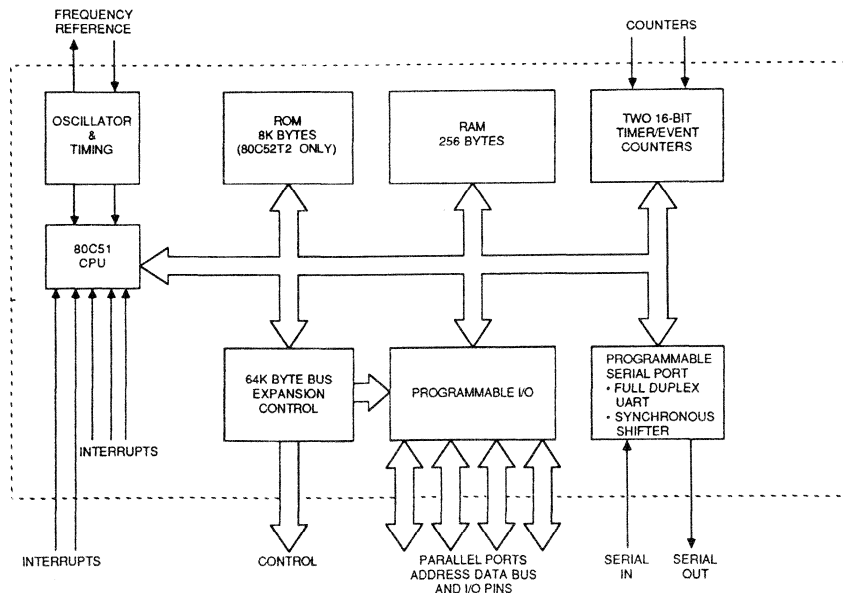 FREQUENCY
REFERENCE
COUNTERS
OSCILLATOR
&
TIMING
ROM
8K BYTES
(80C52T2 ONLY)
RAM
256 BYTES
TWO 16-BIT
TIMER/EVENT
COUNTERS
80C51
CPU
64K BYTE BUS
EXPANSION
CONTROL
PROGRAMMABLE I/O
PROGRAMMABLE
SERIAL PORT
• FULL DUPLEX
UART
• SYNCHRONOUS
SHIFTER
INTERRUPTS
INTERRUPTS
CONTROL
PARALLEL PORTS
ADDRESS DATA BUS
AND I/O PINS
SERIAL
IN
SERIAL
OUT